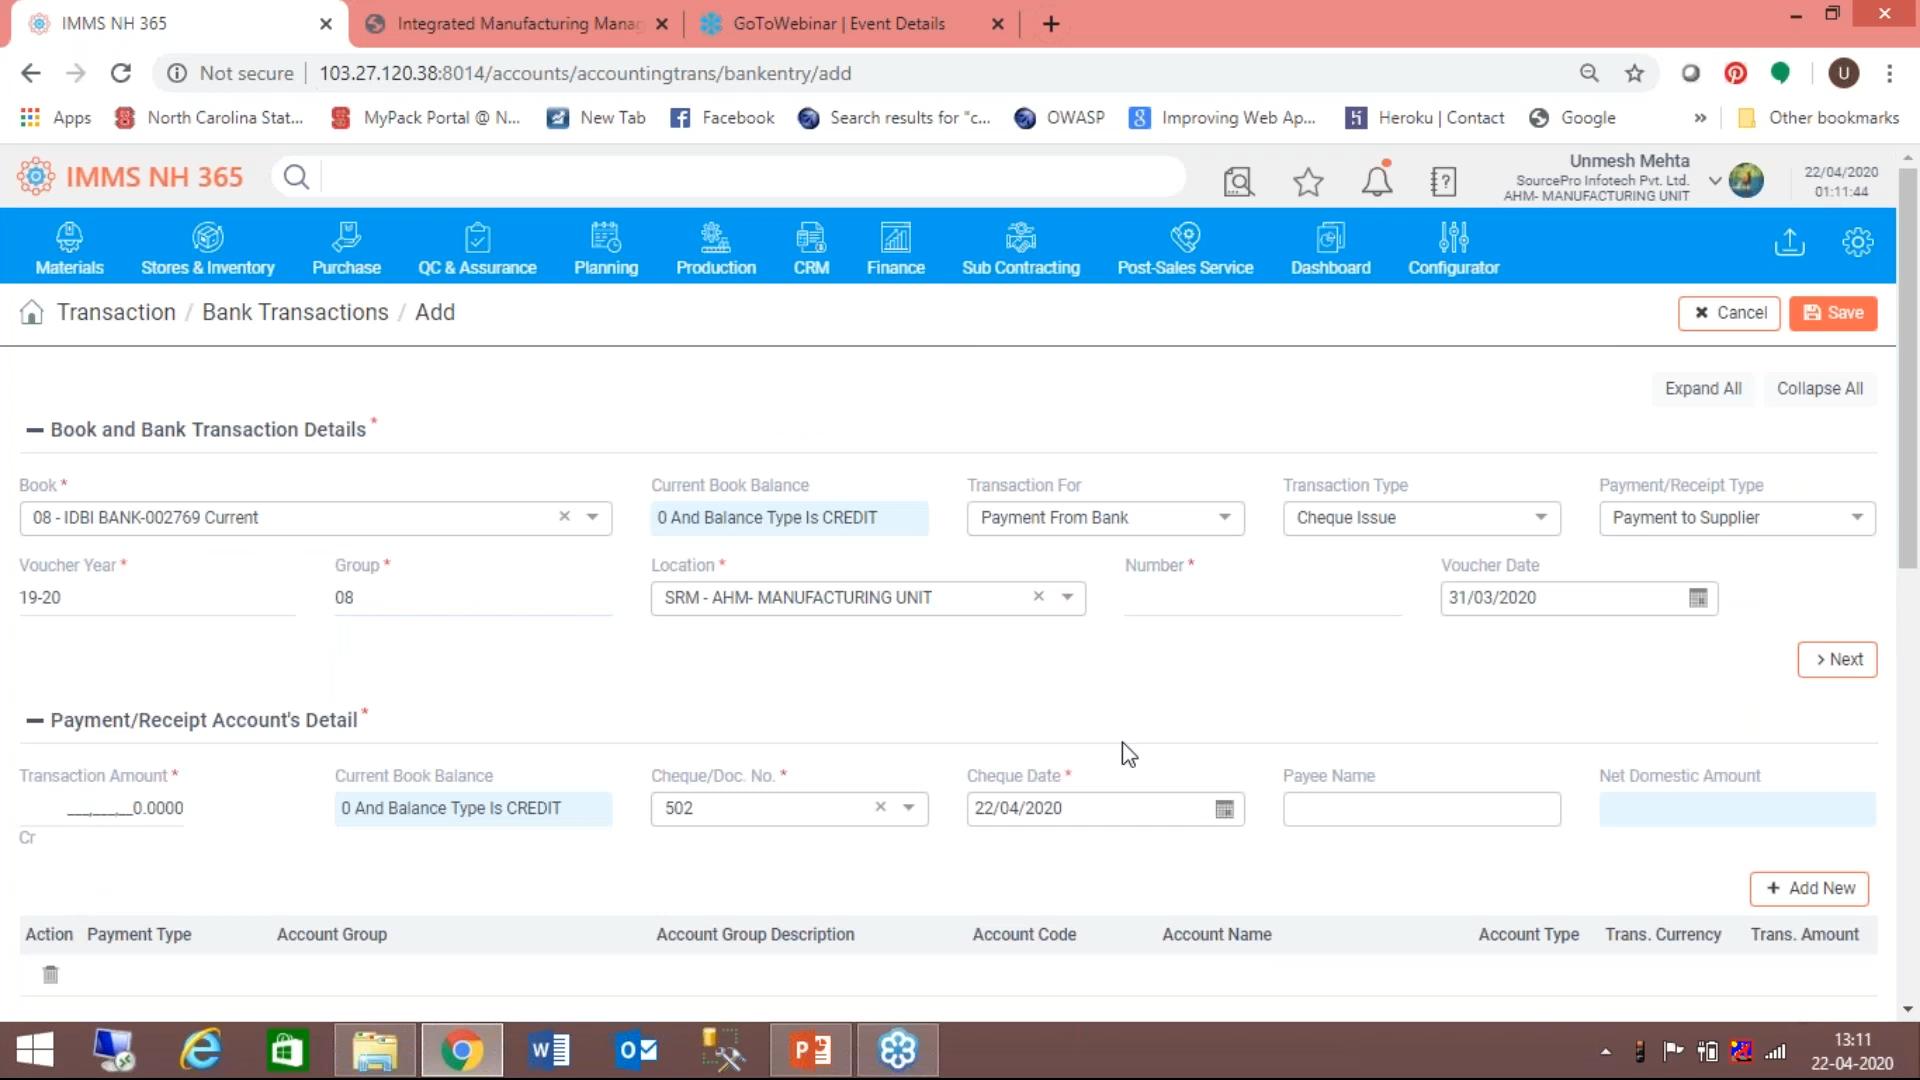 IMMS NH 365
Integrated Manufacturing Mana
GoToWebinar | Event Details
Not secure
103.27.120.38:8014/accounts/accountingtrans/bankentry/add
U
Apps
North Carolina Stat...
MyPack Portal @ N...
New Tab
Facebook
Search results for "c...
OWASP
Improving Web Ap...
Heroku | Contact
Google
»
Other bookmarks
IMMS NH 365
Unmesh Mehta
SourcePro Infotech Pvt. Ltd.
AHM- MANUFACTURING UNIT
22/04/2020
01:11:44
Materials
Stores & Inventory
Purchase
QC & Assurance
Planning
Production
CRM
Finance
Sub Contracting
Post-Sales Service
Dashboard
Configurator
Transaction / Bank Transactions / Add
Cancel
Save
Expand All
Collapse All
Book and Bank Transaction Details *
Book *
Current Book Balance
Transaction For
Transaction Type
Payment/Receipt Type
08 - IDBI BANK-002769 Current
0 And Balance Type Is CREDIT
Payment From Bank
Cheque Issue
Payment to Supplier
Voucher Year *
Group *
Location *
Number *
Voucher Date
19-20
08
SRM - AHM- MANUFACTURING UNIT
31/03/2020
> Next
Payment/Receipt Account's Detail *
Transaction Amount *
Current Book Balance
Cheque/Doc. No. *
Cheque Date *
Payee Name
Net Domestic Amount
___,___,__0.0000
0 And Balance Type Is CREDIT
502
22/04/2020
Cr
+ Add New
Action
Payment Type
Account Group
Account Group Description
Account Code
Account Name
Account Type
Trans. Currency
Trans. Amount
13:11
22-04-2020